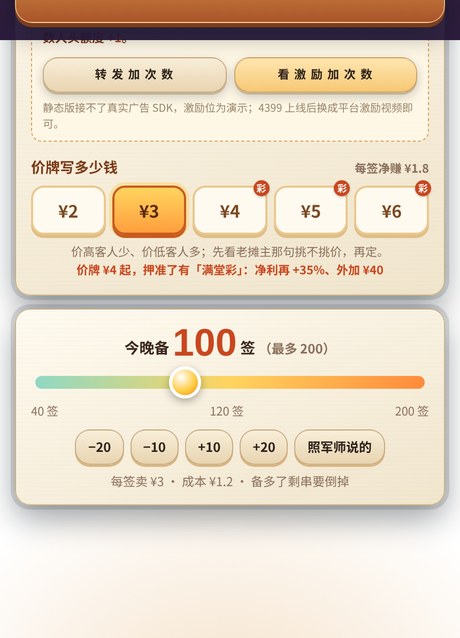 转发加次数
看激励加次数
静态版接不了真实广告 SDK，激励位为演示；4399 上线后换成平台激励视频即
可。
价牌写多少钱
每签净赚 ¥1.8
¥2
¥3
彩
¥4
彩
¥5
彩
¥6
价高客人少、价低客人多；先看老摊主那句挑不挑价，再定。
价牌 ¥4 起，押准了有「满堂彩」：净利再 +35%、外加 ¥40
今晚备 100 签 （最多 200）
40 签
120 签
200 签
−20
−10
+10
+20
照军师说的
每签卖 ¥3 · 成本 ¥1.2 · 备多了剩串要倒掉